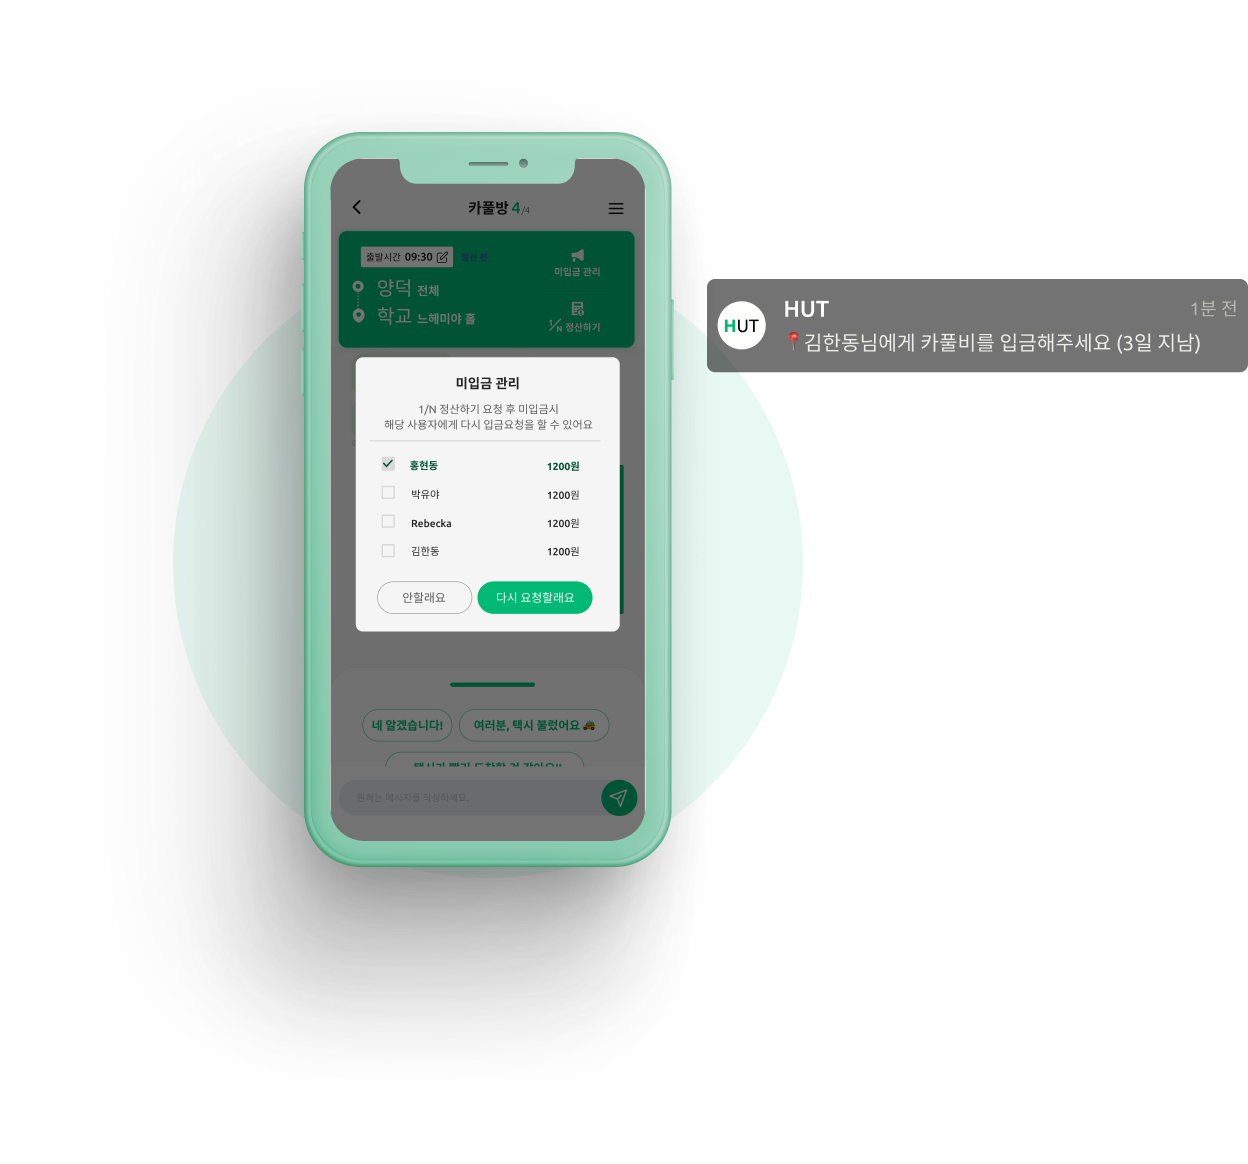 카풀방 4/4
출발시간 09:30 정산 전
미입금 관리
양덕 전체
학교 느헤미야 홀
1/N 정산하기
미입금 관리
1/N 정산하기 요청 후 미입금시
해당 사용자에게 다시 입금요청을 할 수 있어요
홍현동 1200원
박유야 1200원
Rebecka 1200원
김한동 1200원
안할래요 다시 요청할래요
네 알겠습니다! 여러분, 택시 불렀어요
원하는 메시지를 작성하세요.
HUT
HUT 1분 전
김한동님에게 카풀비를 입금해주세요 (3일 지남)